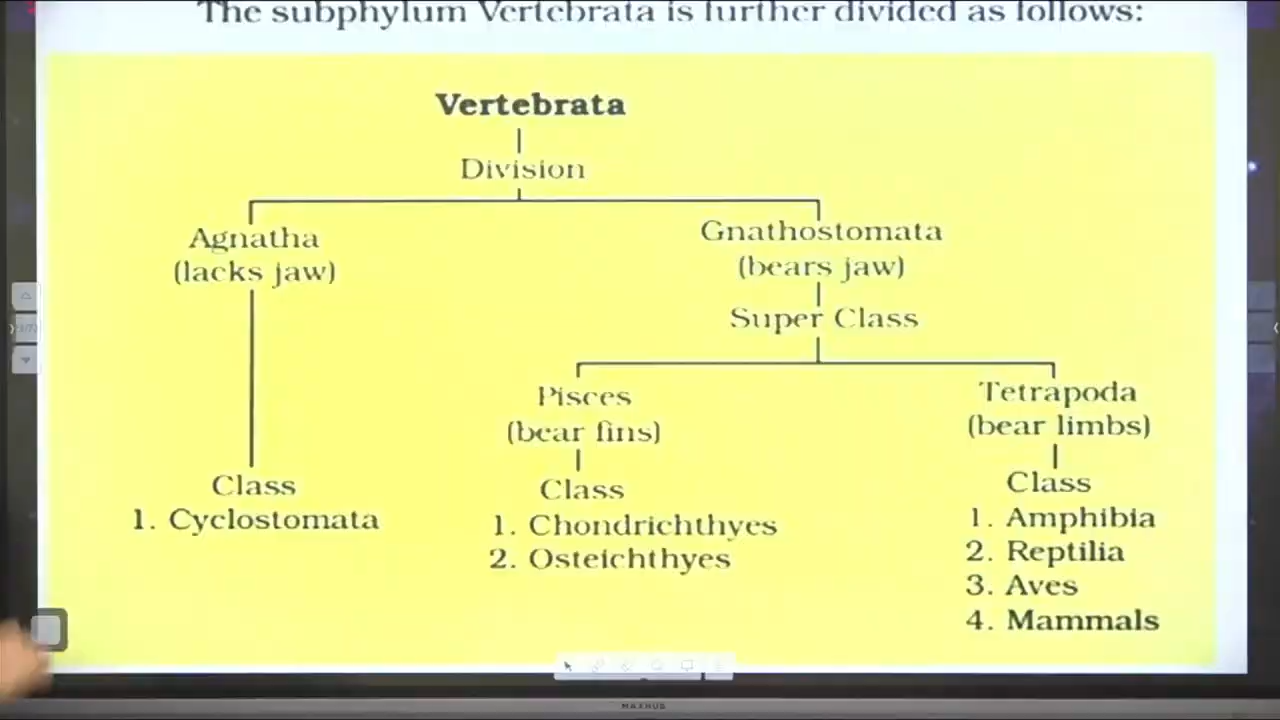 The subphylum Vertebrata is further divided as follows:
Vertebrata
Division
Agnatha
(lacks jaw)
Gnathostomata
(bears jaw)
Super Class
Pisces
(bear fins)
Tetrapoda
(bear limbs)
Class
1. Cyclostomata
Class
1. Chondrichthyes
2. Osteichthyes
Class
1. Amphibia
2. Reptilia
3. Aves
4. Mammals
MAXHUB